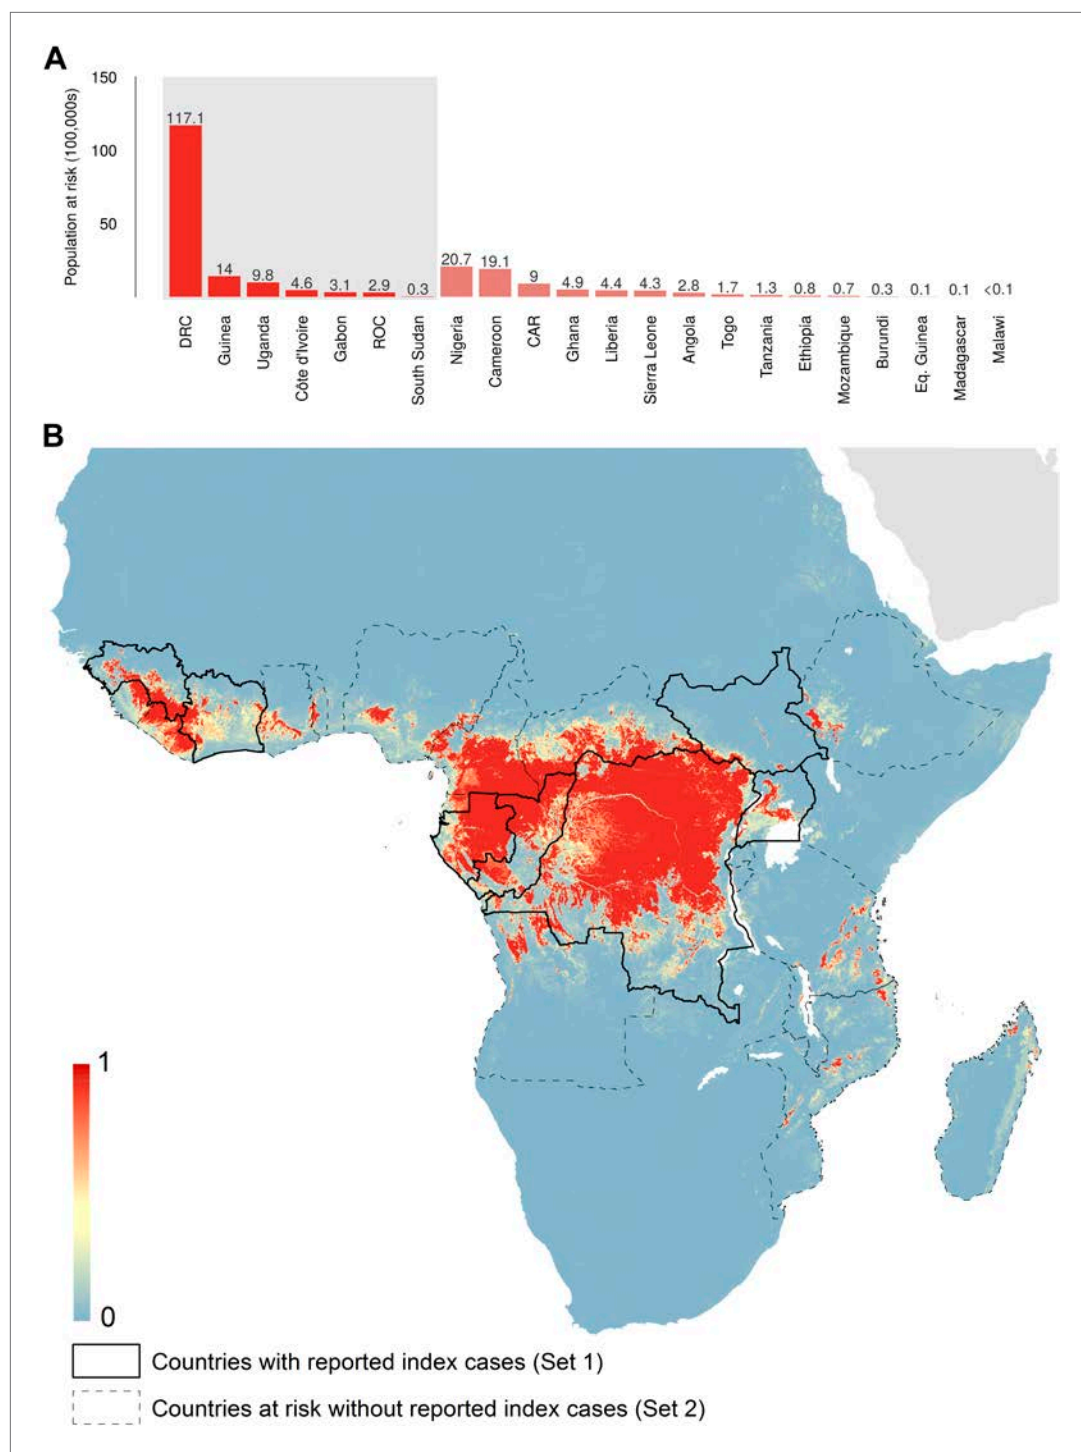 A
Population at risk (100,000s)
150
100
50
117.1
14
9.8
4.6
3.1
2.9
0.3
20.7
19.1
9
4.9
4.4
4.3
2.8
1.7
1.3
0.8
0.7
0.3
0.1
0.1
<0.1
DRC
Guinea
Uganda
Côte d'Ivoire
Gabon
ROC
South Sudan
Nigeria
Cameroon
CAR
Ghana
Liberia
Sierra Leone
Angola
Togo
Tanzania
Ethiopia
Mozambique
Burundi
Eq. Guinea
Madagascar
Malawi
B
1
0
Countries with reported index cases (Set 1)
Countries at risk without reported index cases (Set 2)